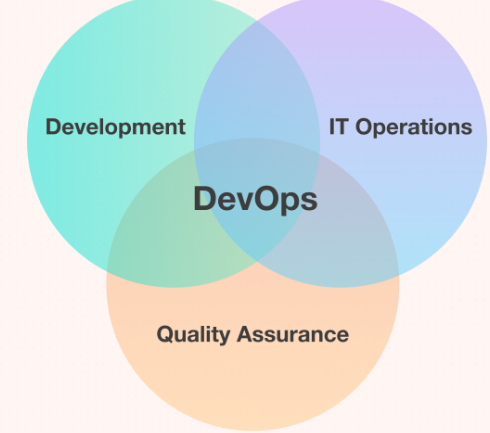 Development
IT Operations
DevOps
Quality Assurance